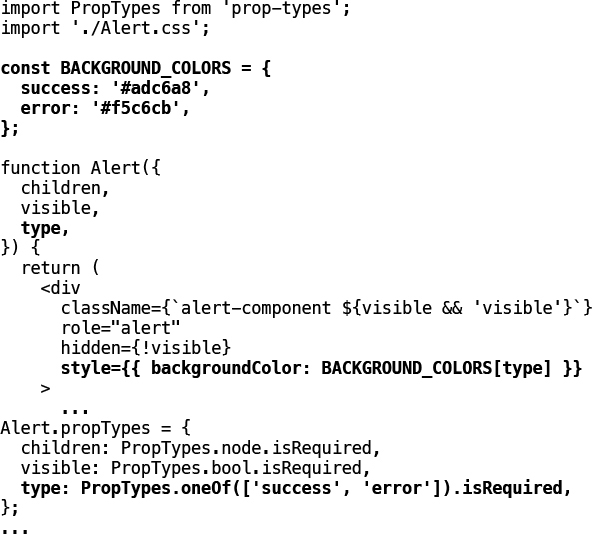 import PropTypes from 'prop-types';
import './Alert.css';
const BACKGROUND_COLORS = {
  success: '#adc6a8',
  error: '#f5c6cb',
};
function Alert({
  children,
  visible,
  type,
}) {
  return (
    <div
      className={`alert-component ${visible && 'visible'}`}
      role="alert"
      hidden={!visible}
      style={{ backgroundColor: BACKGROUND_COLORS[type] }}
    >
      ...
Alert.propTypes = {
  children: PropTypes.node.isRequired,
  visible: PropTypes.bool.isRequired,
  type: PropTypes.oneOf(['success', 'error']).isRequired,
};
...